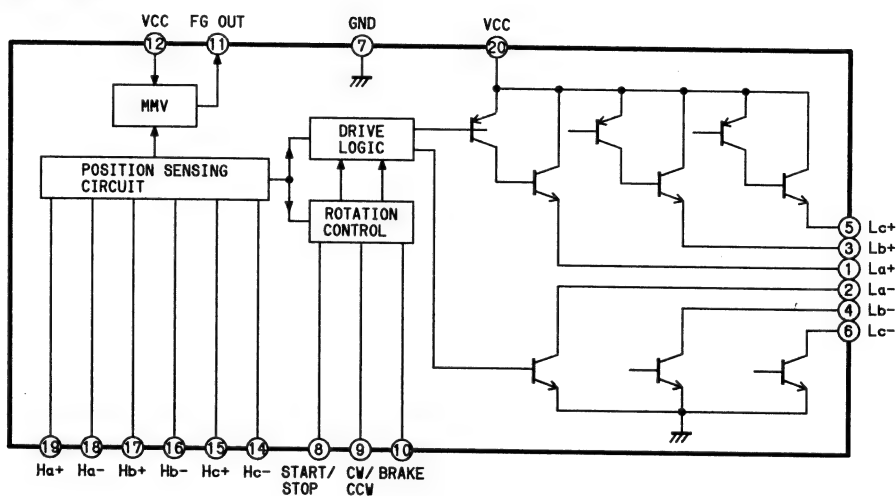 VCC FG OUT GND VCC
12 11 7 20
MMV
DRIVE
LOGIC
POSITION SENSING
CIRCUIT
ROTATION
CONTROL
5 Lc+
3 Lb+
1 La+
2 La-
4 Lb-
6 Lc-
19 18 17 16 15 14 8 9 10
Ha+ Ha- Hb+ Hb- Hc+ Hc- START/ CW/ BRAKE
STOP CCW